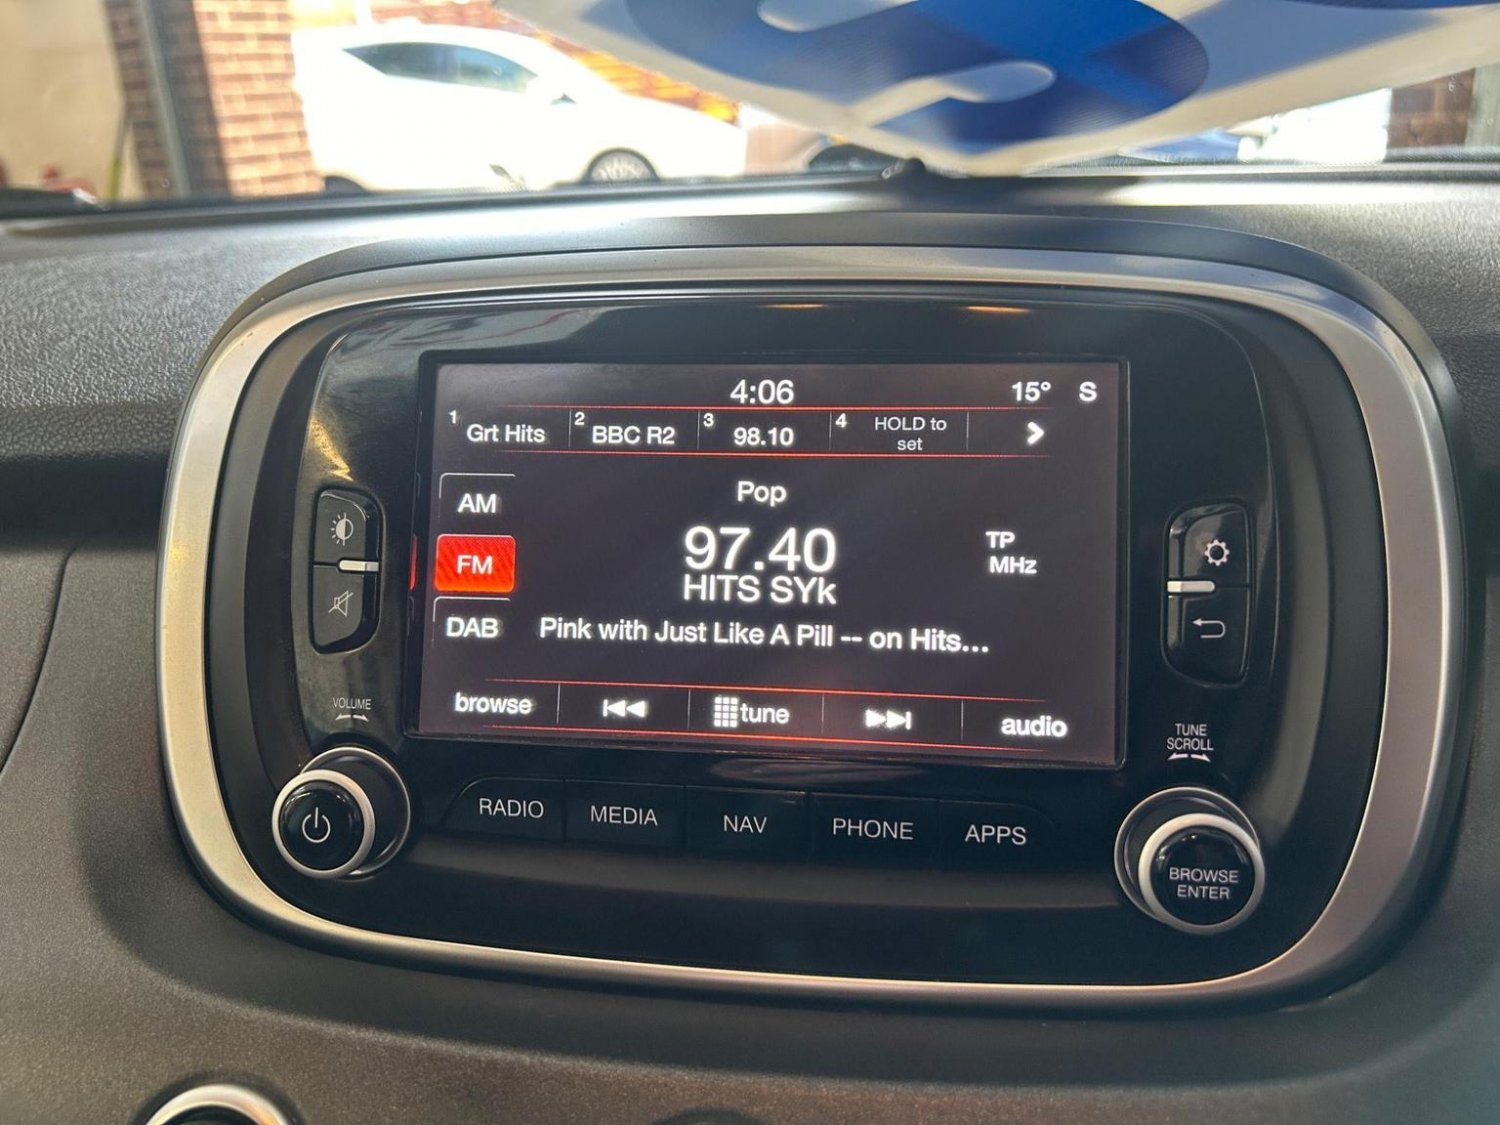 4:06
15° S
1 Grt Hits
2 BBC R2
3 98.10
4 HOLD to
set
AM
FM
DAB
Pop
97.40
HITS SYk
TP
MHz
Pink with Just Like A Pill -- on Hits...
browse
tune
audio
VOLUME
TUNE
SCROLL
RADIO
MEDIA
NAV
PHONE
APPS
BROWSE
ENTER